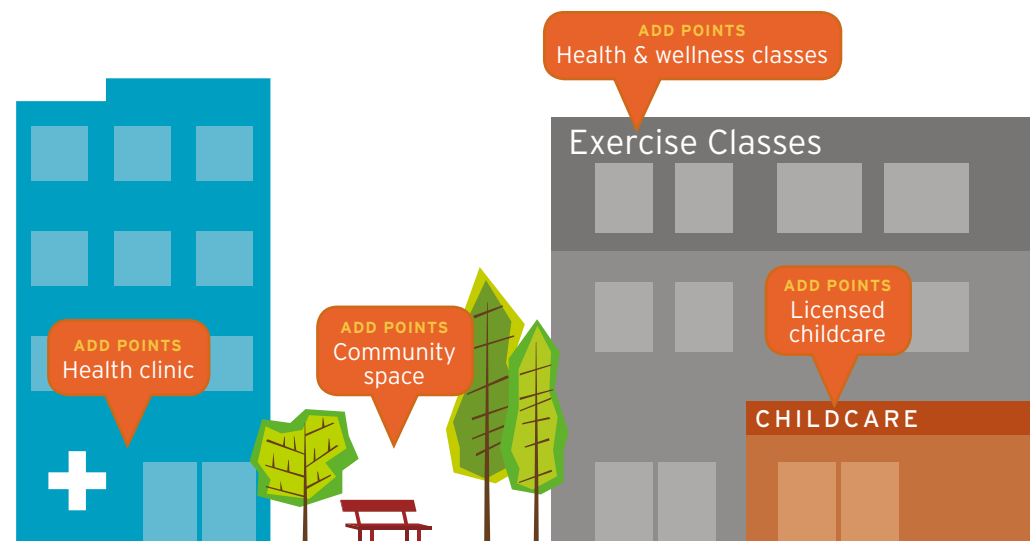 ADD POINTS
Health & wellness classes
Exercise Classes
ADD POINTS
Licensed
childcare
ADD POINTS
Community
space
ADD POINTS
Health clinic
CHILDCARE